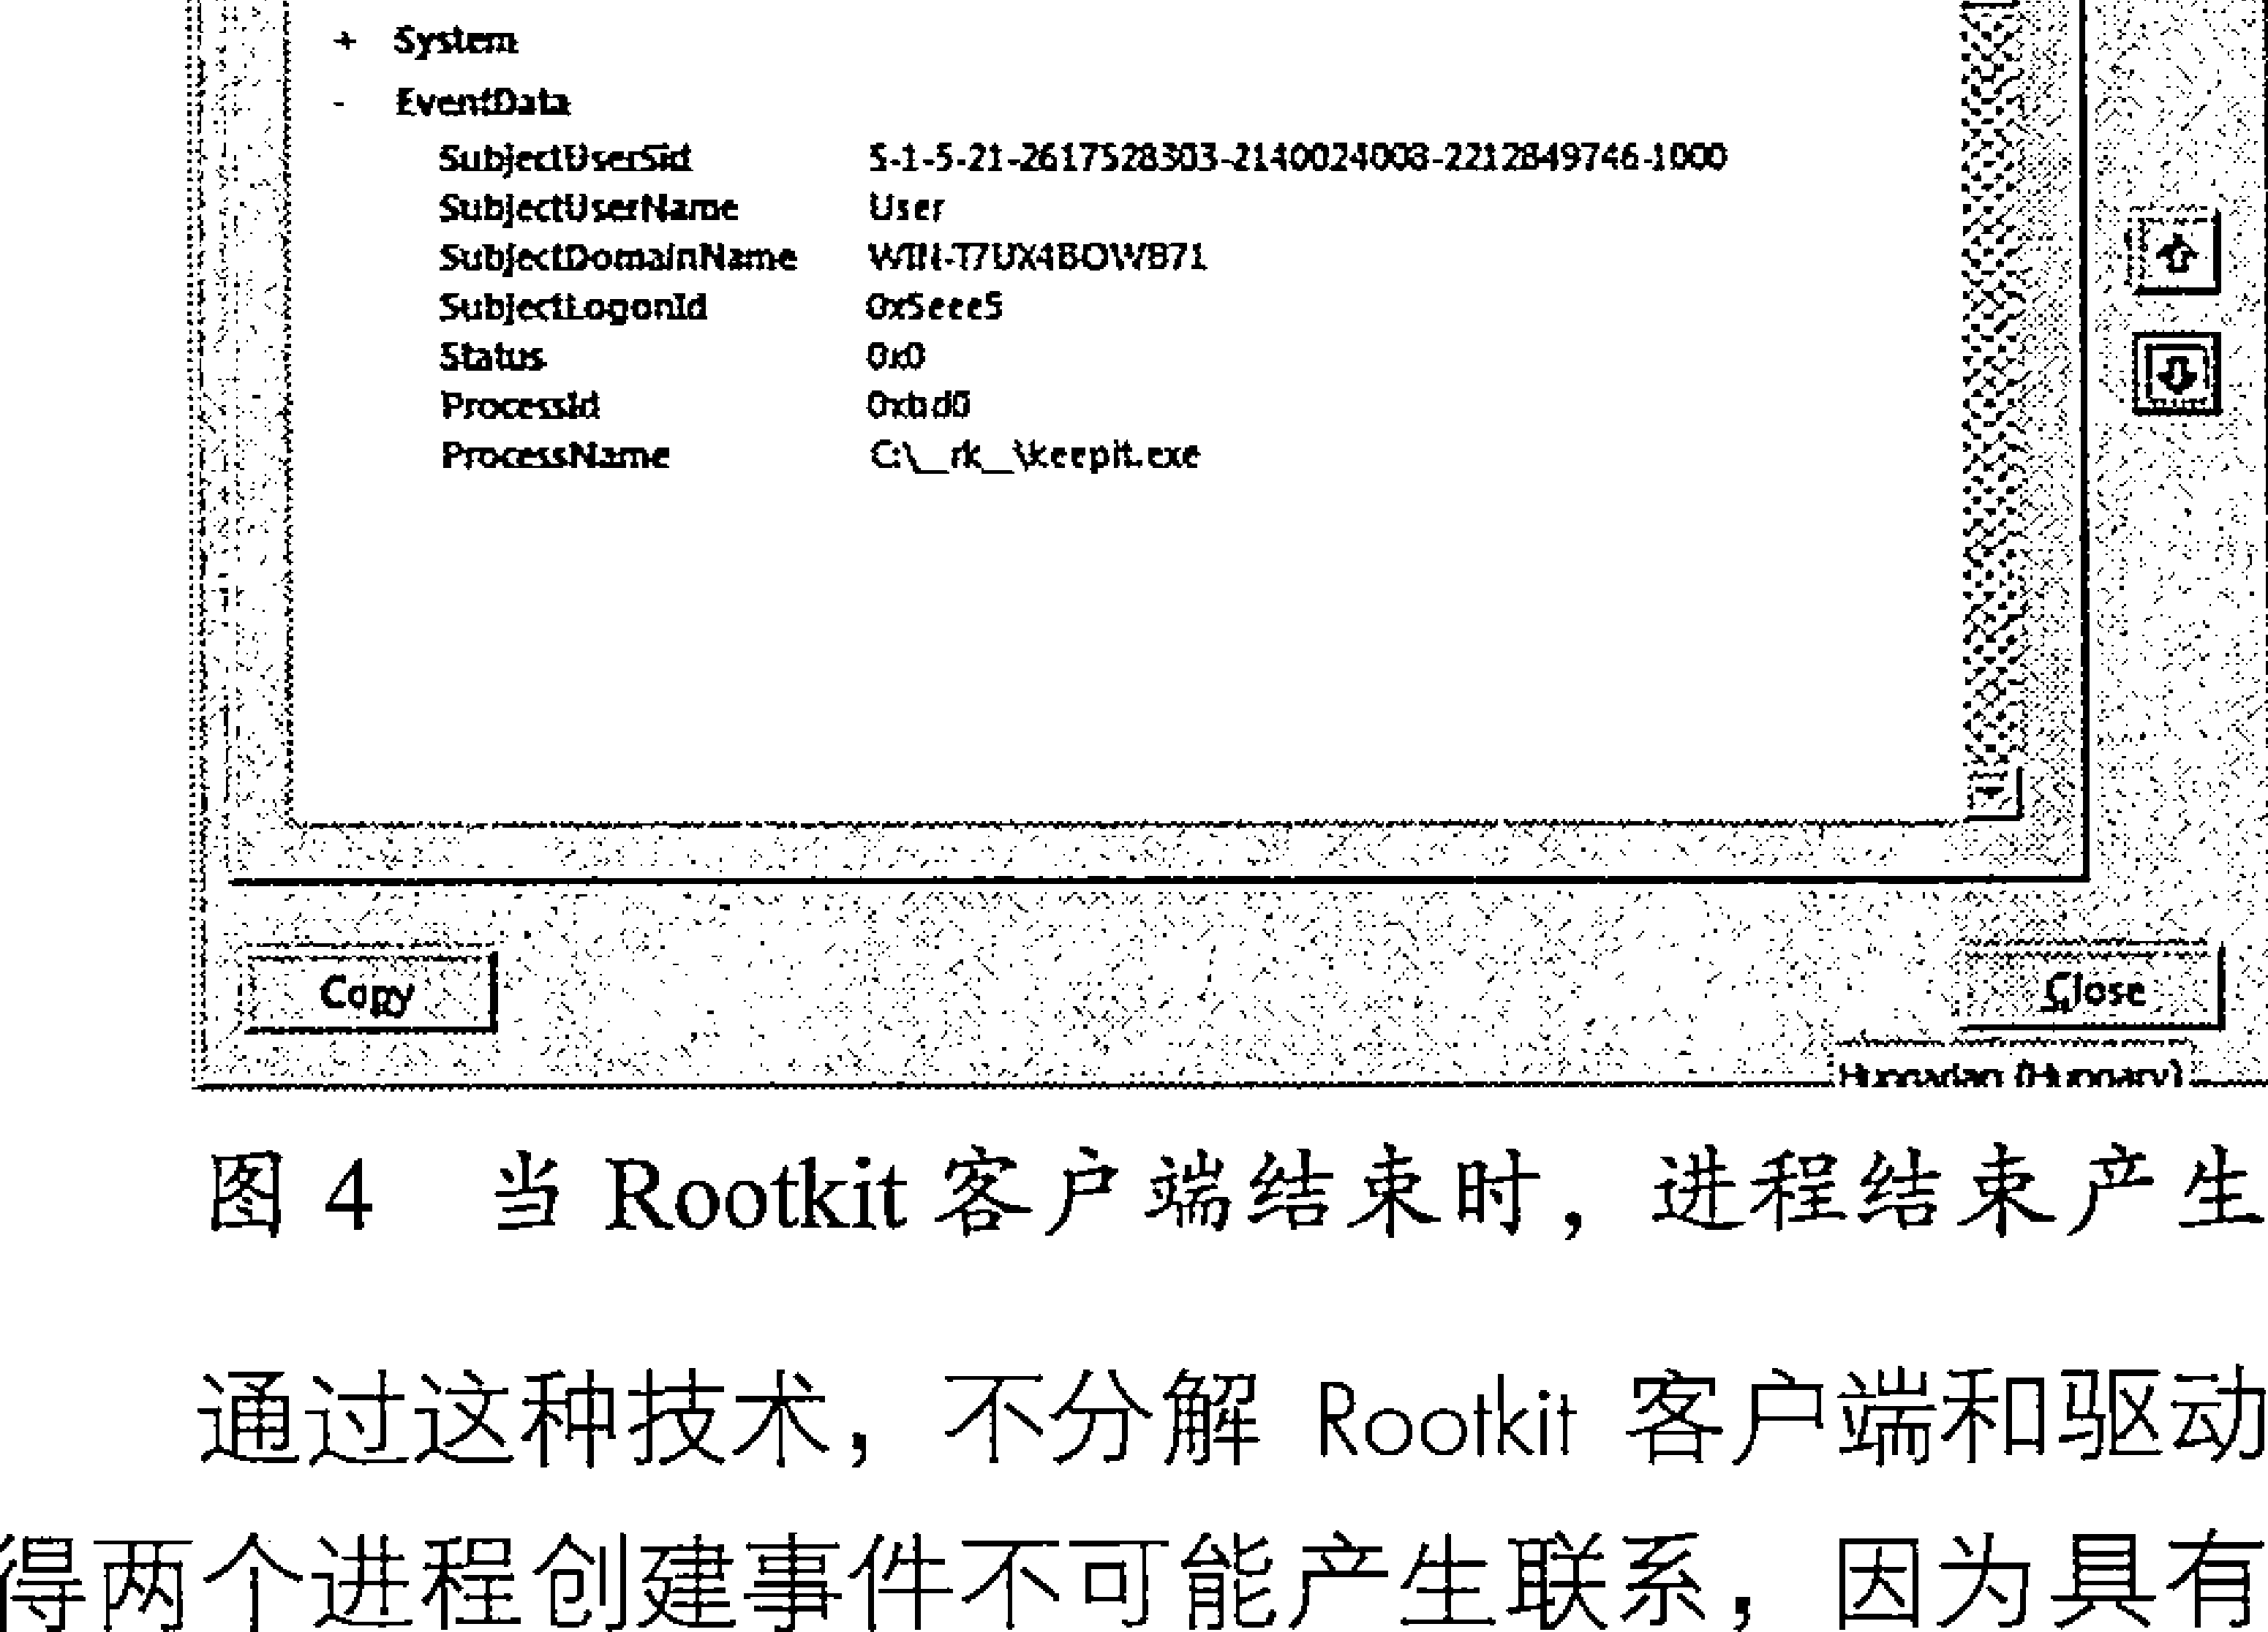 + System
- EventData
SubjectUserSid S-1-5-21-2617528303-2140024008-2212849746-1000
SubjectUserName User
SubjectDomainName WIN-T7UX4BOWB71
SubjectLogonId 0x5eee5
Status 0x0
ProcessId 0xbd0
ProcessName C:\_rk_\keepit.exe
Copy Close
Hungarian (Hungary)
图 4 当 Rootkit 客户端结束时，进程结束产生
通过这种技术，不分解 Rootkit 客户端和驱动
得两个进程创建事件不可能产生联系，因为具有